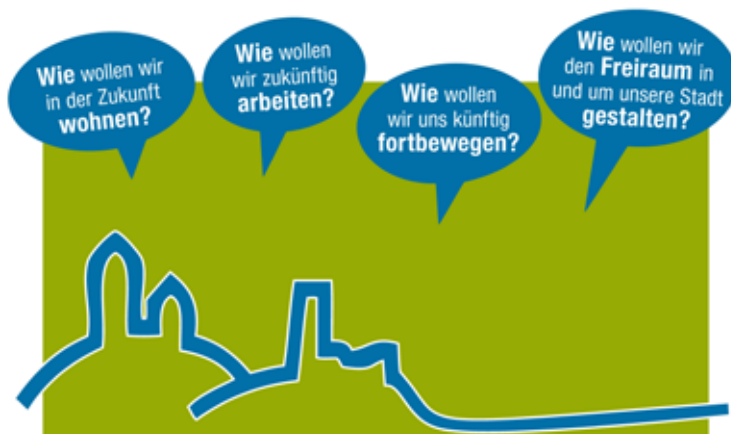 Wie wollen wir
in der Zukunft
wohnen?
Wie wollen
wir zukünftig
arbeiten?
Wie wollen
wir uns künftig
fortbewegen?
Wie wollen wir
den Freiraum in
und um unsere Stadt
gestalten?